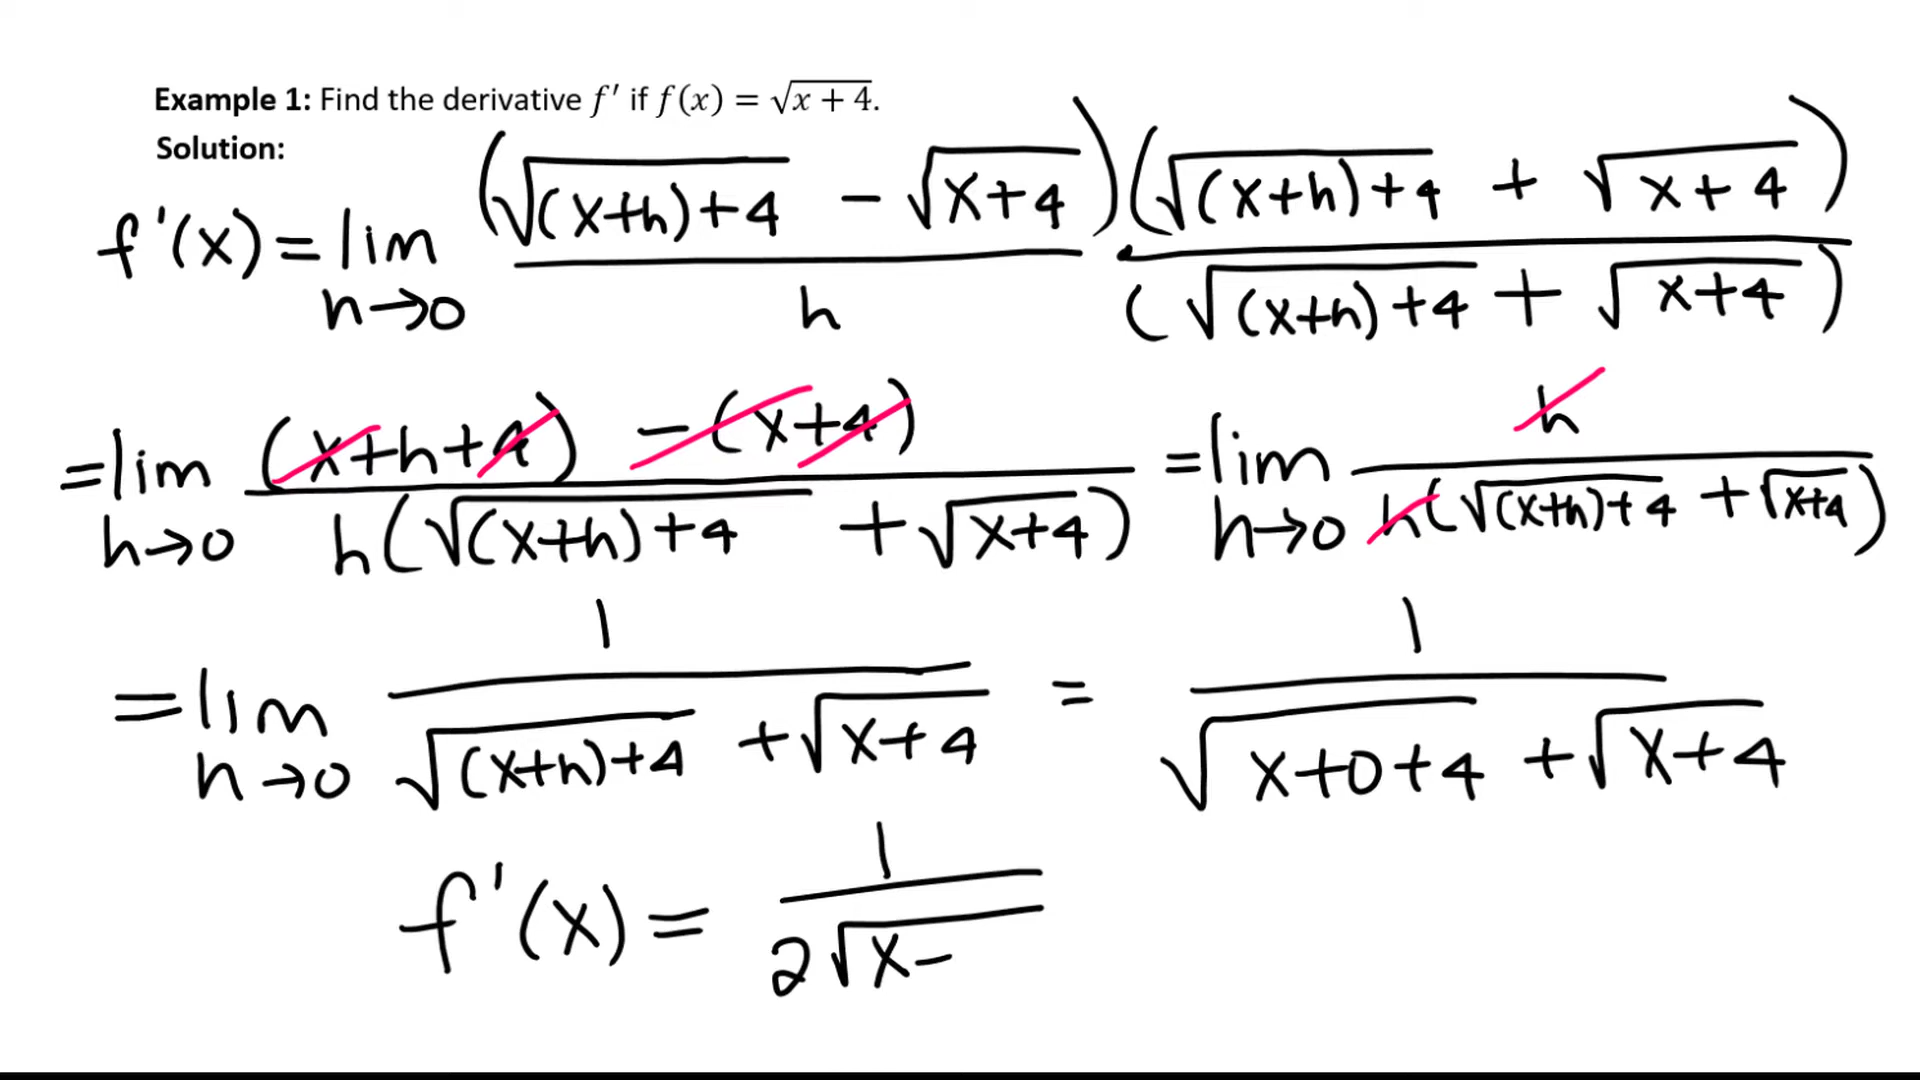 Example 1: Find the derivative f′ if f(x) = √(x + 4).
Solution:
f'(x) = lim h→0 (√((x+h)+4) − √(x+4)) / h · (√((x+h)+4) + √(x+4)) / (√((x+h)+4) + √(x+4))
= lim h→0 ((x+h+4) − (x+4)) / (h(√((x+h)+4) + √(x+4))) = lim h→0 h / (h(√((x+h)+4) + √(x+4)))
= lim h→0 1 / (√((x+h)+4) + √(x+4)) = 1 / (√(x+0+4) + √(x+4))
f'(x) = 1 / (2√(x −